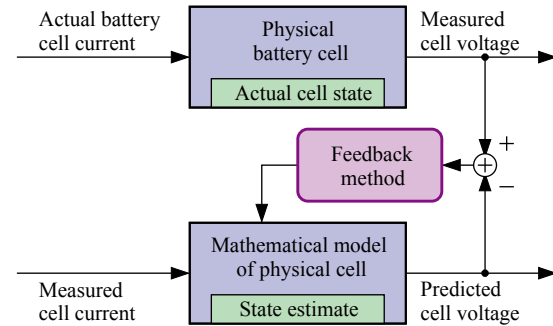 Actual battery
cell current
Physical
battery cell
Actual cell state
Measured
cell voltage
+
+
−
Feedback
method
Mathematical model
of physical cell
State estimate
Measured
cell current
Predicted
cell voltage